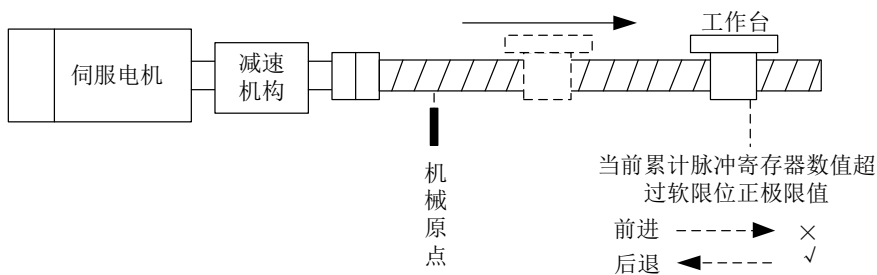 工作台
伺服电机
减速
机构
机械原点
当前累计脉冲寄存器数值超
过软限位正极限值
前进 ×
后退 √